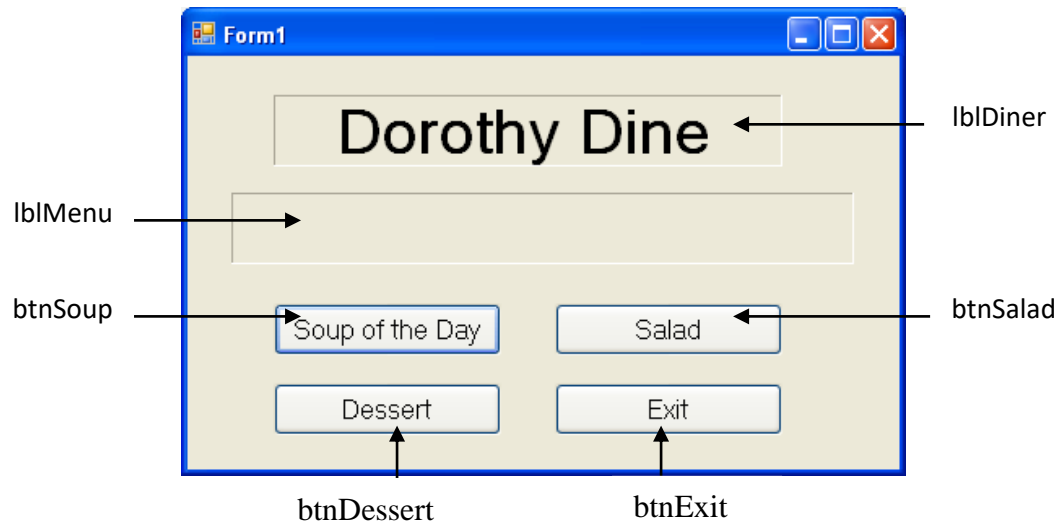 Form1
Dorothy Dine
lblDiner
lblMenu
btnSoup
Soup of the Day
Salad
btnSalad
Dessert
Exit
btnDessert
btnExit